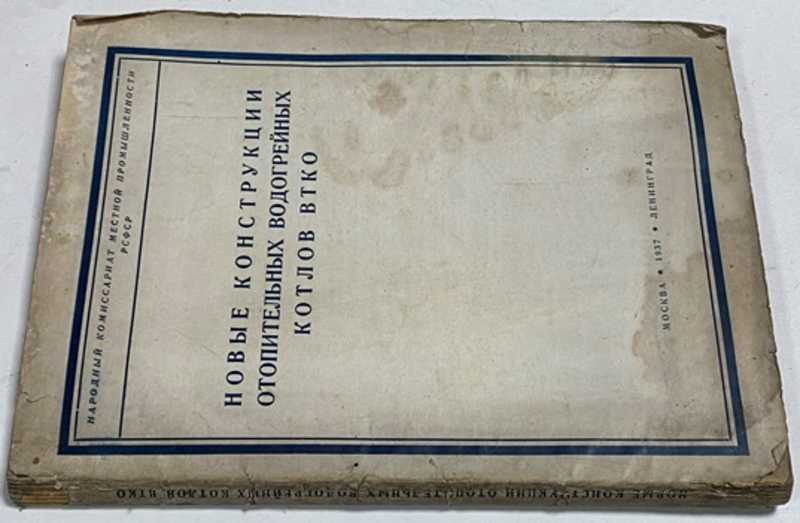 НАРОДНЫЙ КОМИССАРИАТ МЕСТНОЙ ПРОМЫШЛЕННОСТИ
РСФСР
НОВЫЕ КОНСТРУКЦИИ
ОТОПИТЕЛЬНЫХ ВОДОГРЕЙНЫХ
КОТЛОВ ВТКО
МОСКВА * 1937 * ЛЕНИНГРАД
НОВЫЕ КОНСТРУКЦИИ ОТОПИТЕЛЬНЫХ ВОДОГРЕЙНЫХ КОТЛОВ ВТКО